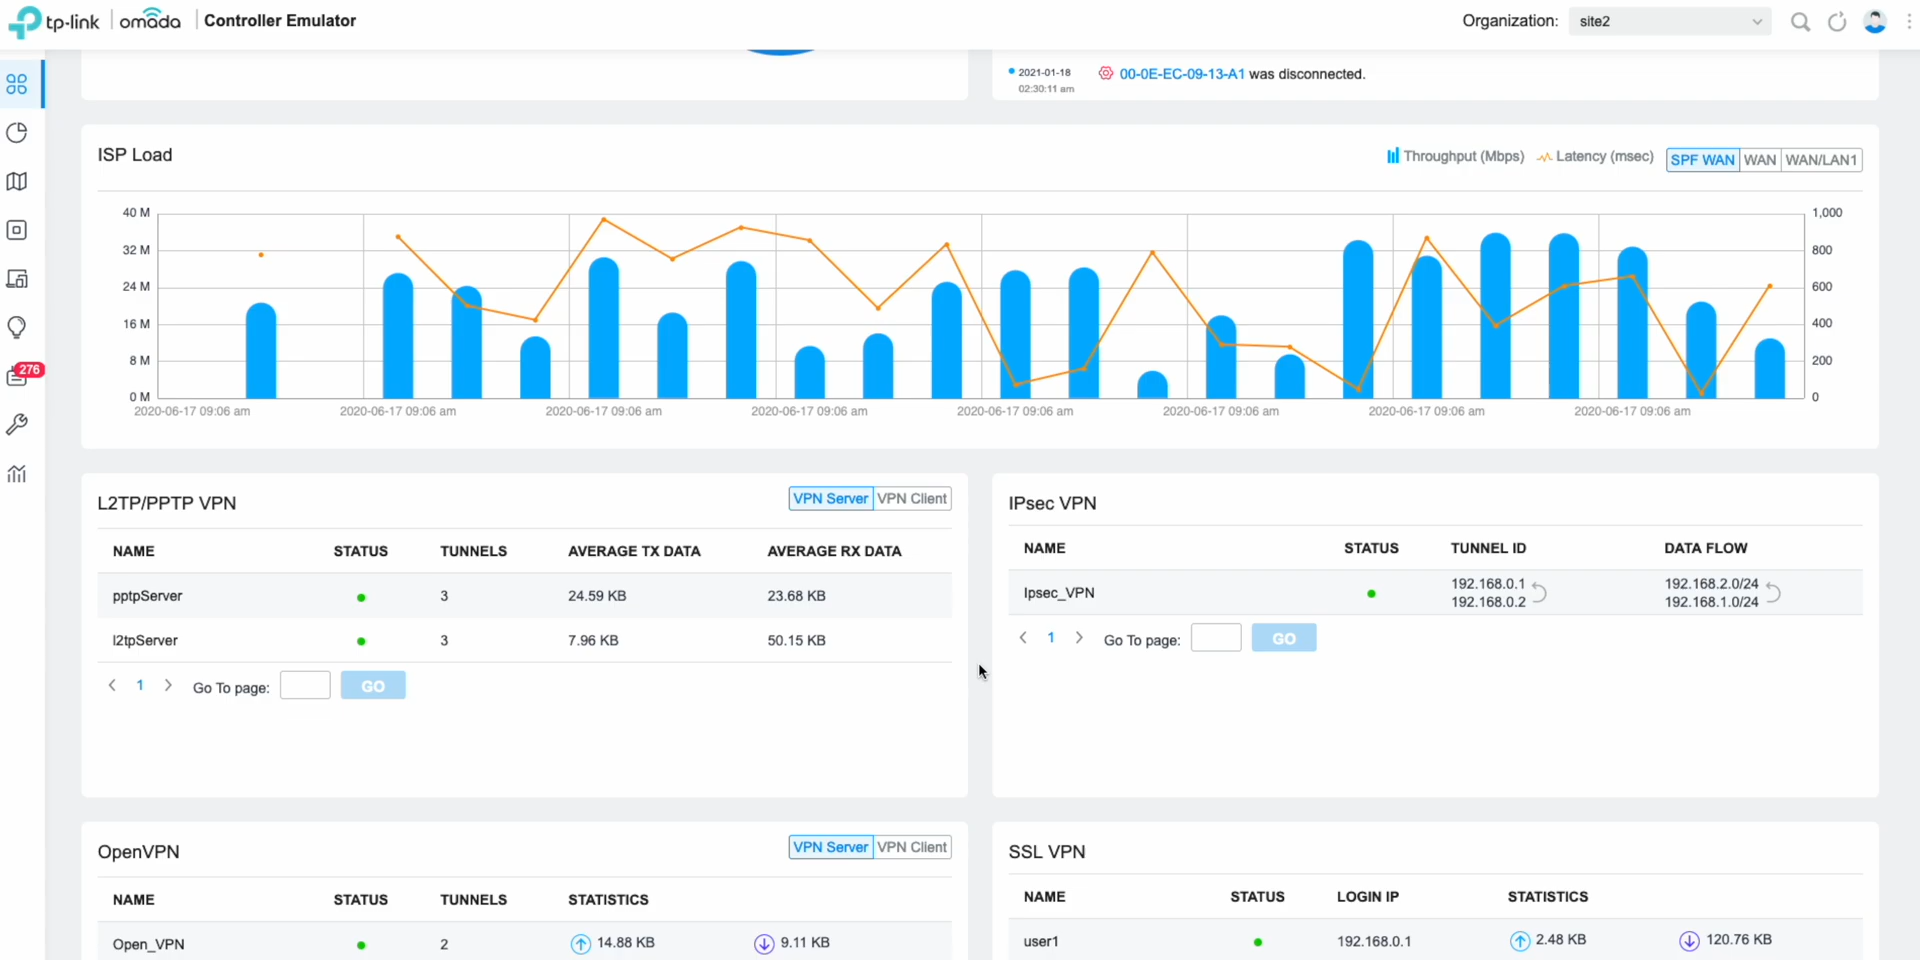 tp-link omada Controller Emulator Organization: site2
2021-01-18 00-0E-EC-09-13-A1 was disconnected.
02:30:11 am
ISP Load Throughput (Mbps) Latency (msec) SPF WAN WAN WAN/LAN1
40 M 1,000
32 M 800
24 M 600
16 M 400
8 M 200
0 M 0
2020-06-17 09:06 am 2020-06-17 09:06 am 2020-06-17 09:06 am 2020-06-17 09:06 am 2020-06-17 09:06 am 2020-06-17 09:06 am 2020-06-17 09:06 am 2020-06-17 09:06 am
276
L2TP/PPTP VPN VPN Server VPN Client
NAME STATUS TUNNELS AVERAGE TX DATA AVERAGE RX DATA
pptpServer 3 24.59 KB 23.68 KB
l2tpServer 3 7.96 KB 50.15 KB
1 Go To page: GO
IPsec VPN
NAME STATUS TUNNEL ID DATA FLOW
Ipsec_VPN 192.168.0.1 192.168.2.0/24
192.168.0.2 192.168.1.0/24
1 Go To page: GO
OpenVPN VPN Server VPN Client
NAME STATUS TUNNELS STATISTICS
Open_VPN 2 14.88 KB 9.11 KB
SSL VPN
NAME STATUS LOGIN IP STATISTICS
user1 192.168.0.1 2.48 KB 120.76 KB